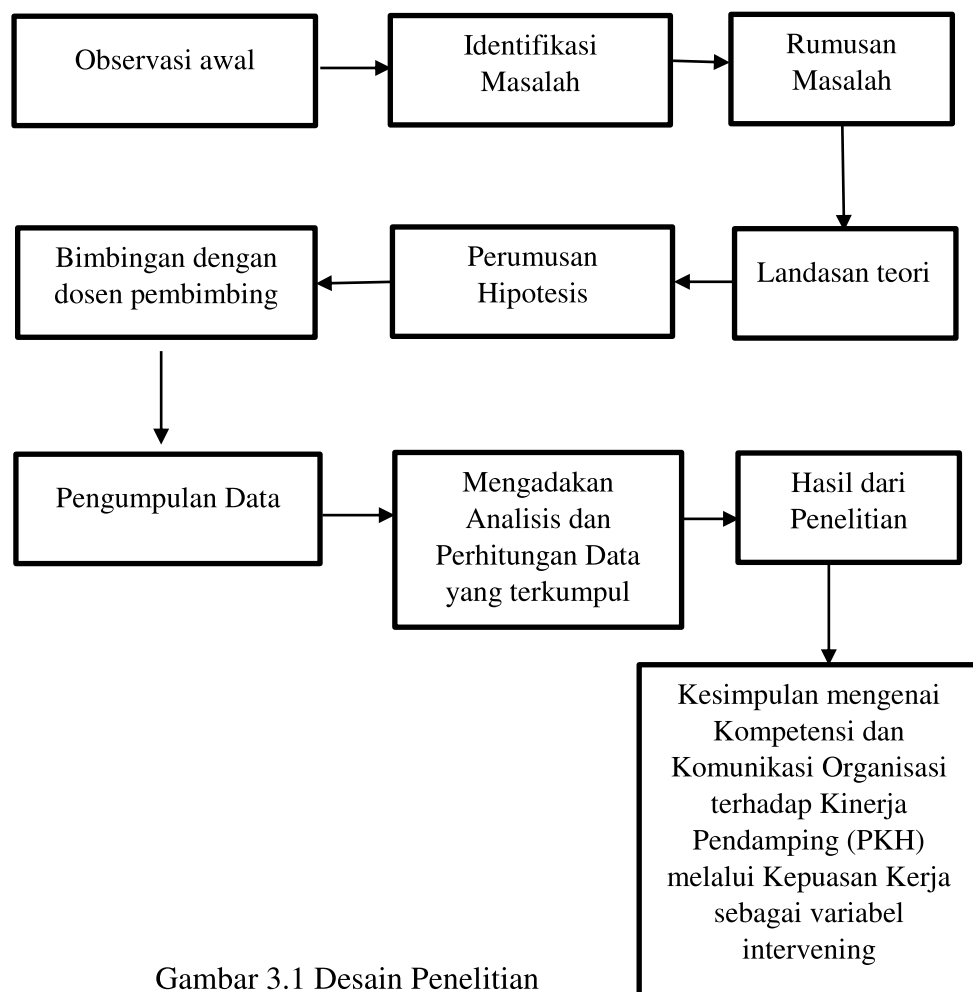 Observasi awal
Identifikasi
Masalah
Rumusan
Masalah
Landasan teori
Perumusan
Hipotesis
Bimbingan dengan
dosen pembimbing
Pengumpulan Data
Mengadakan
Analisis dan
Perhitungan Data
yang terkumpul
Hasil dari
Penelitian
Kesimpulan mengenai
Kompetensi dan
Komunikasi Organisasi
terhadap Kinerja
Pendamping (PKH)
melalui Kepuasan Kerja
sebagai variabel
intervening
Gambar 3.1 Desain Penelitian